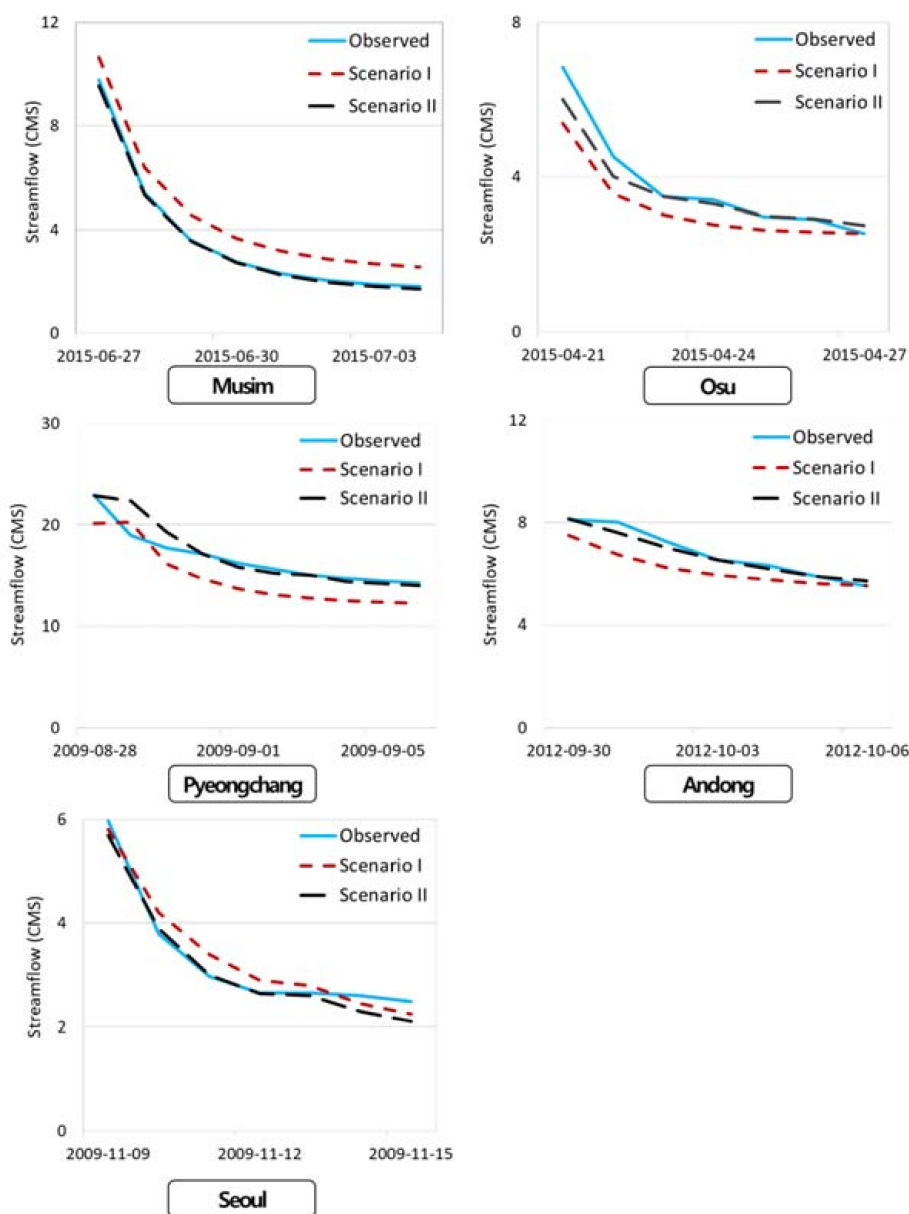 12
8
4
0
Streamflow (CMS)
Observed
Scenario I
Scenario II
2015-06-27 2015-06-30 2015-07-03
Musim
8
4
0
Streamflow (CMS)
Observed
Scenario I
Scenario II
2015-04-21 2015-04-24 2015-04-27
Osu
30
20
10
0
Streamflow (CMS)
Observed
Scenario I
Scenario II
2009-08-28 2009-09-01 2009-09-05
Pyeongchang
12
8
4
0
Streamflow (CMS)
Observed
Scenario I
Scenario II
2012-09-30 2012-10-03 2012-10-06
Andong
6
4
2
0
Streamflow (CMS)
Observed
Scenario I
Scenario II
2009-11-09 2009-11-12 2009-11-15
Seoul